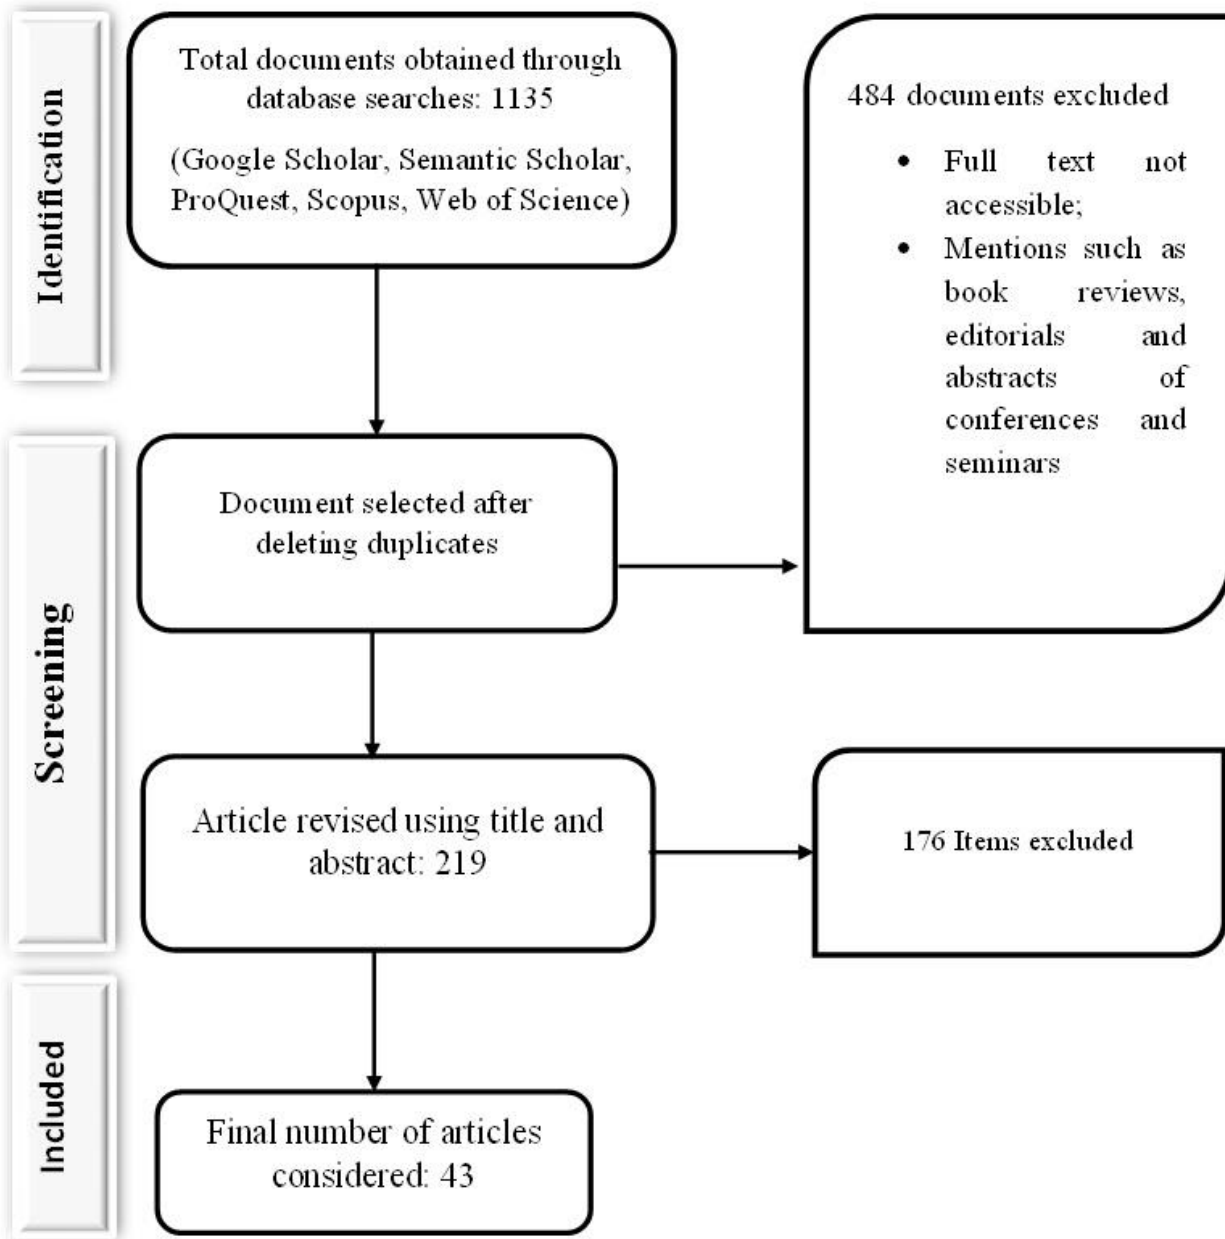 Identification
Total documents obtained through
database searches: 1135
(Google Scholar, Semantic Scholar,
ProQuest, Scopus, Web of Science)
484 documents excluded
• Full text not
accessible;
• Mentions such as
book reviews,
editorials and
abstracts of
conferences and
seminars
Screening
Document selected after
deleting duplicates
Article revised using title and
abstract: 219
176 Items excluded
Included
Final number of articles
considered: 43